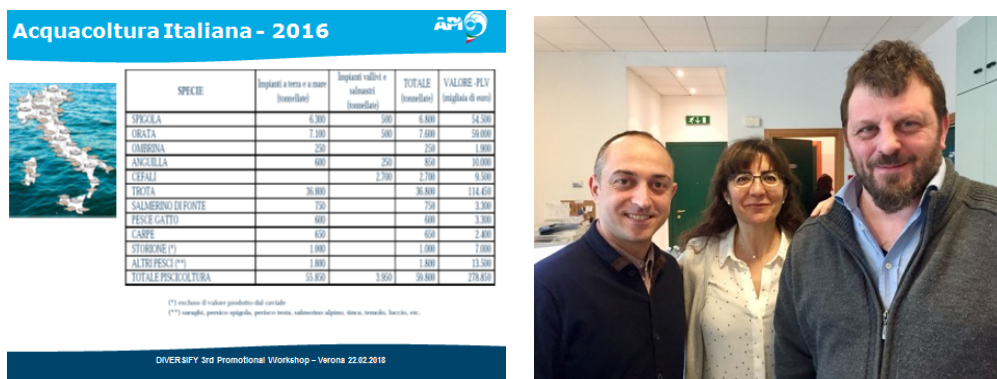 Acquacoltura Italiana - 2016
API
SPECIE Impianti a terra e a mare (tonnellate) Impianti vallivi e salmastri (tonnellate) TOTALE (tonnellate) VALORE -PLV (migliaia di euro)
SPIGOLA 6.300 500 6.800 54.500
ORATA 7.100 500 7.600 59.000
OMBRINA 250 250 1.900
ANGUILLA 600 250 850 10.000
CEFALI 2.700 2.700 9.500
TROTA 36.800 36.800 114.450
SALMERINO DI FONTE 750 750 3.300
PESCE GATTO 600 600 3.300
CARPE 650 650 2.400
STORIONE (*) 1.000 1.000 7.000
ALTRI PESCI (**) 1.800 1.800 13.500
TOTALE PISCICOLTURA 55.850 3.950 59.800 278.850
(*) escluso il valore prodotto dal caviale
(**) saraghi, persico spigola, persico trota, salmerino alpino, tinca, temolo, luccio, etc.
DIVERSIFY 3rd Promotional Workshop – Verona 22.02.2018